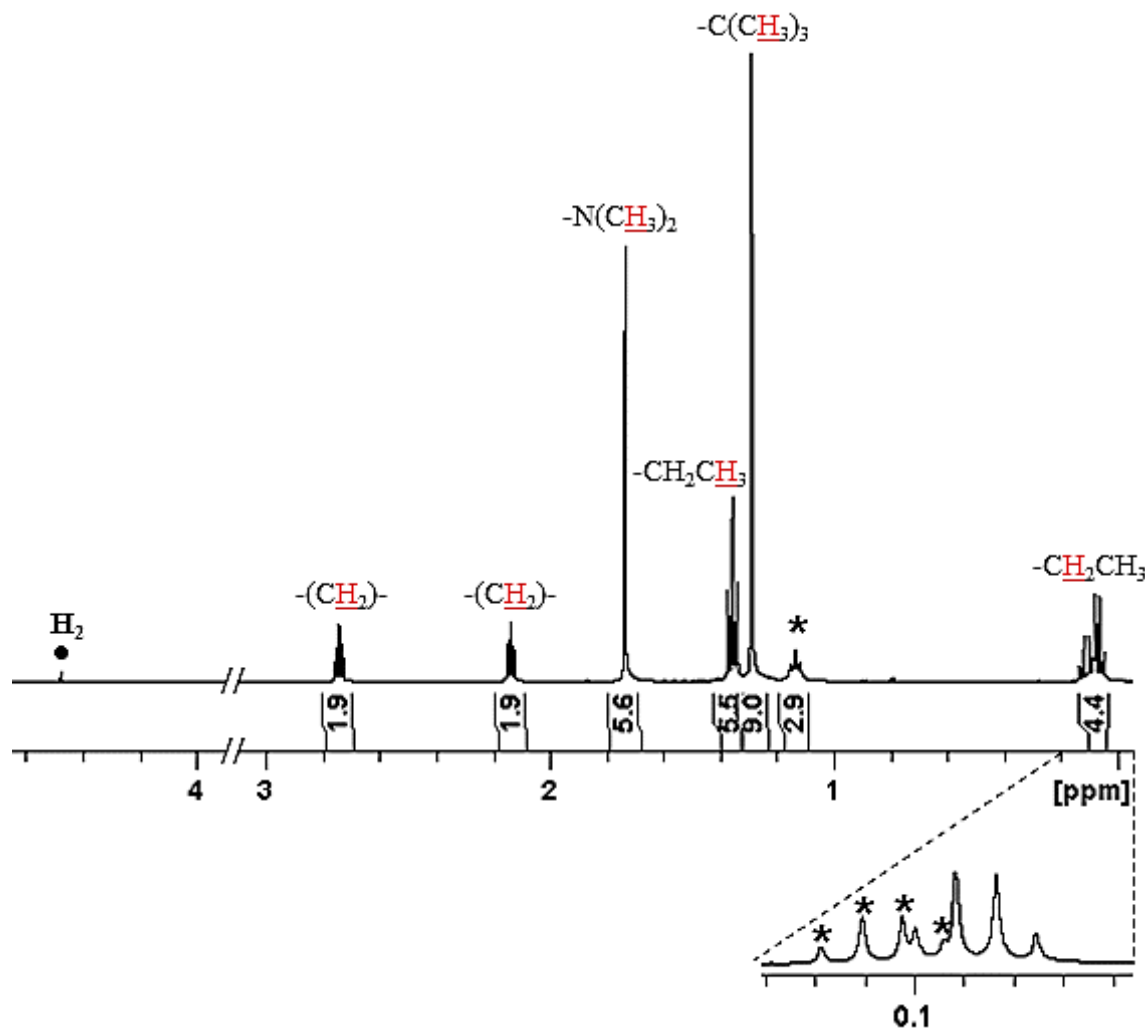 -C(CH₃)₃
-N(CH₃)₂
-CH₂CH₃
-CH₂CH₃
-(CH₂)-
-(CH₂)-
H₂
*
1.9
1.9
5.6
5.5
9.0
2.9
4.4
4
3
2
1
[ppm]
*
*
*
*
0.1